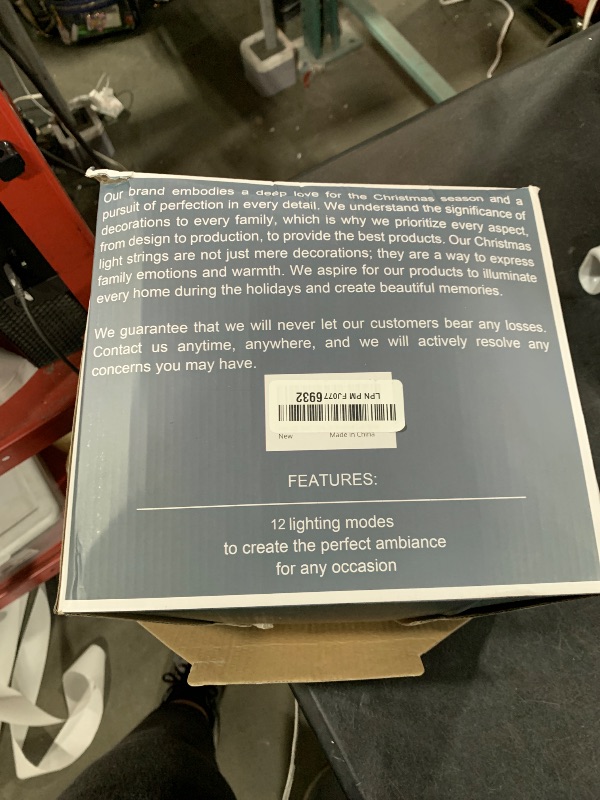 Our brand embodies a deep love for the Christmas season and a
pursuit of perfection in every detail. We understand the significance of
decorations to every family, which is why we prioritize every aspect,
from design to production, to provide the best products. Our Christmas
light strings are not just mere decorations; they are a way to express
family emotions and warmth. We aspire for our products to illuminate
every home during the holidays and create beautiful memories.
We guarantee that we will never let our customers bear any losses.
Contact us anytime, anywhere, and we will actively resolve any
concerns you may have.
LPN PM FJ077 6932
New Made in China
FEATURES:
12 lighting modes
to create the perfect ambiance
for any occasion